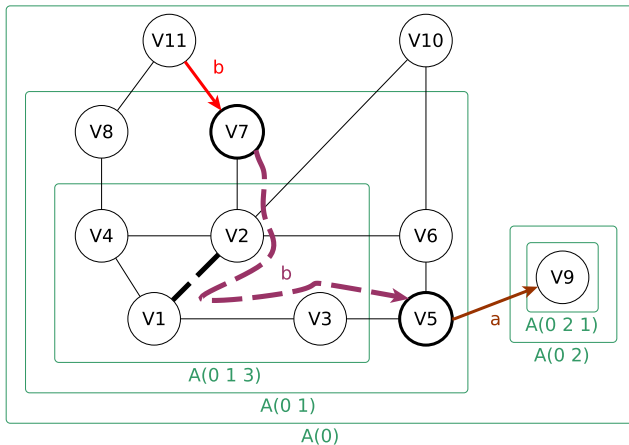 V11
V10
b
V8
V7
V4
V2
V6
V9
b
V1
V3
V5
a
A(0 2 1)
A(0 2)
A(0 1 3)
A(0 1)
A(0)